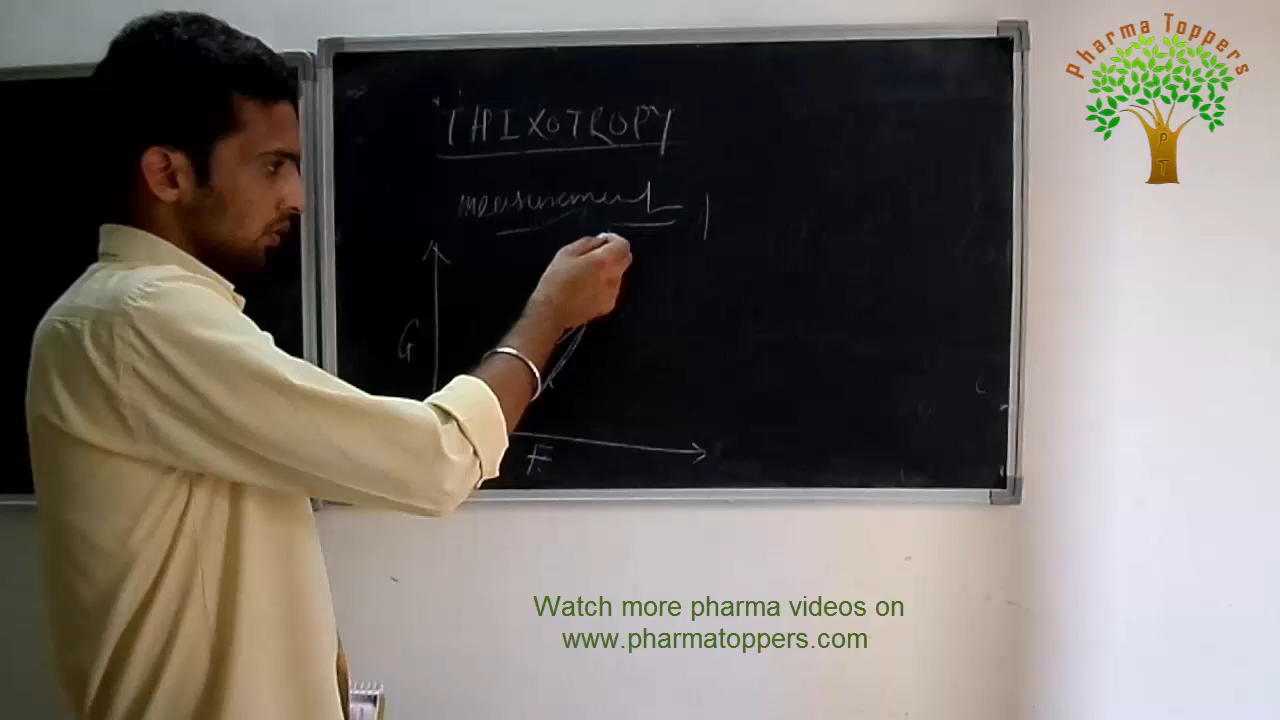 Pharma Toppers
P
T
THIXOTROPY
measurement
G
F
Watch more pharma videos on
www.pharmatoppers.com